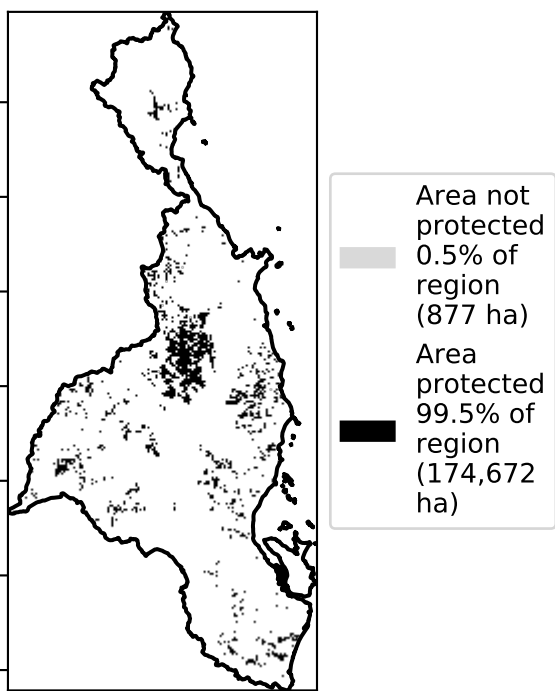 Area not
protected
0.5% of
region
(877 ha)
Area
protected
99.5% of
region
(174,672
ha)